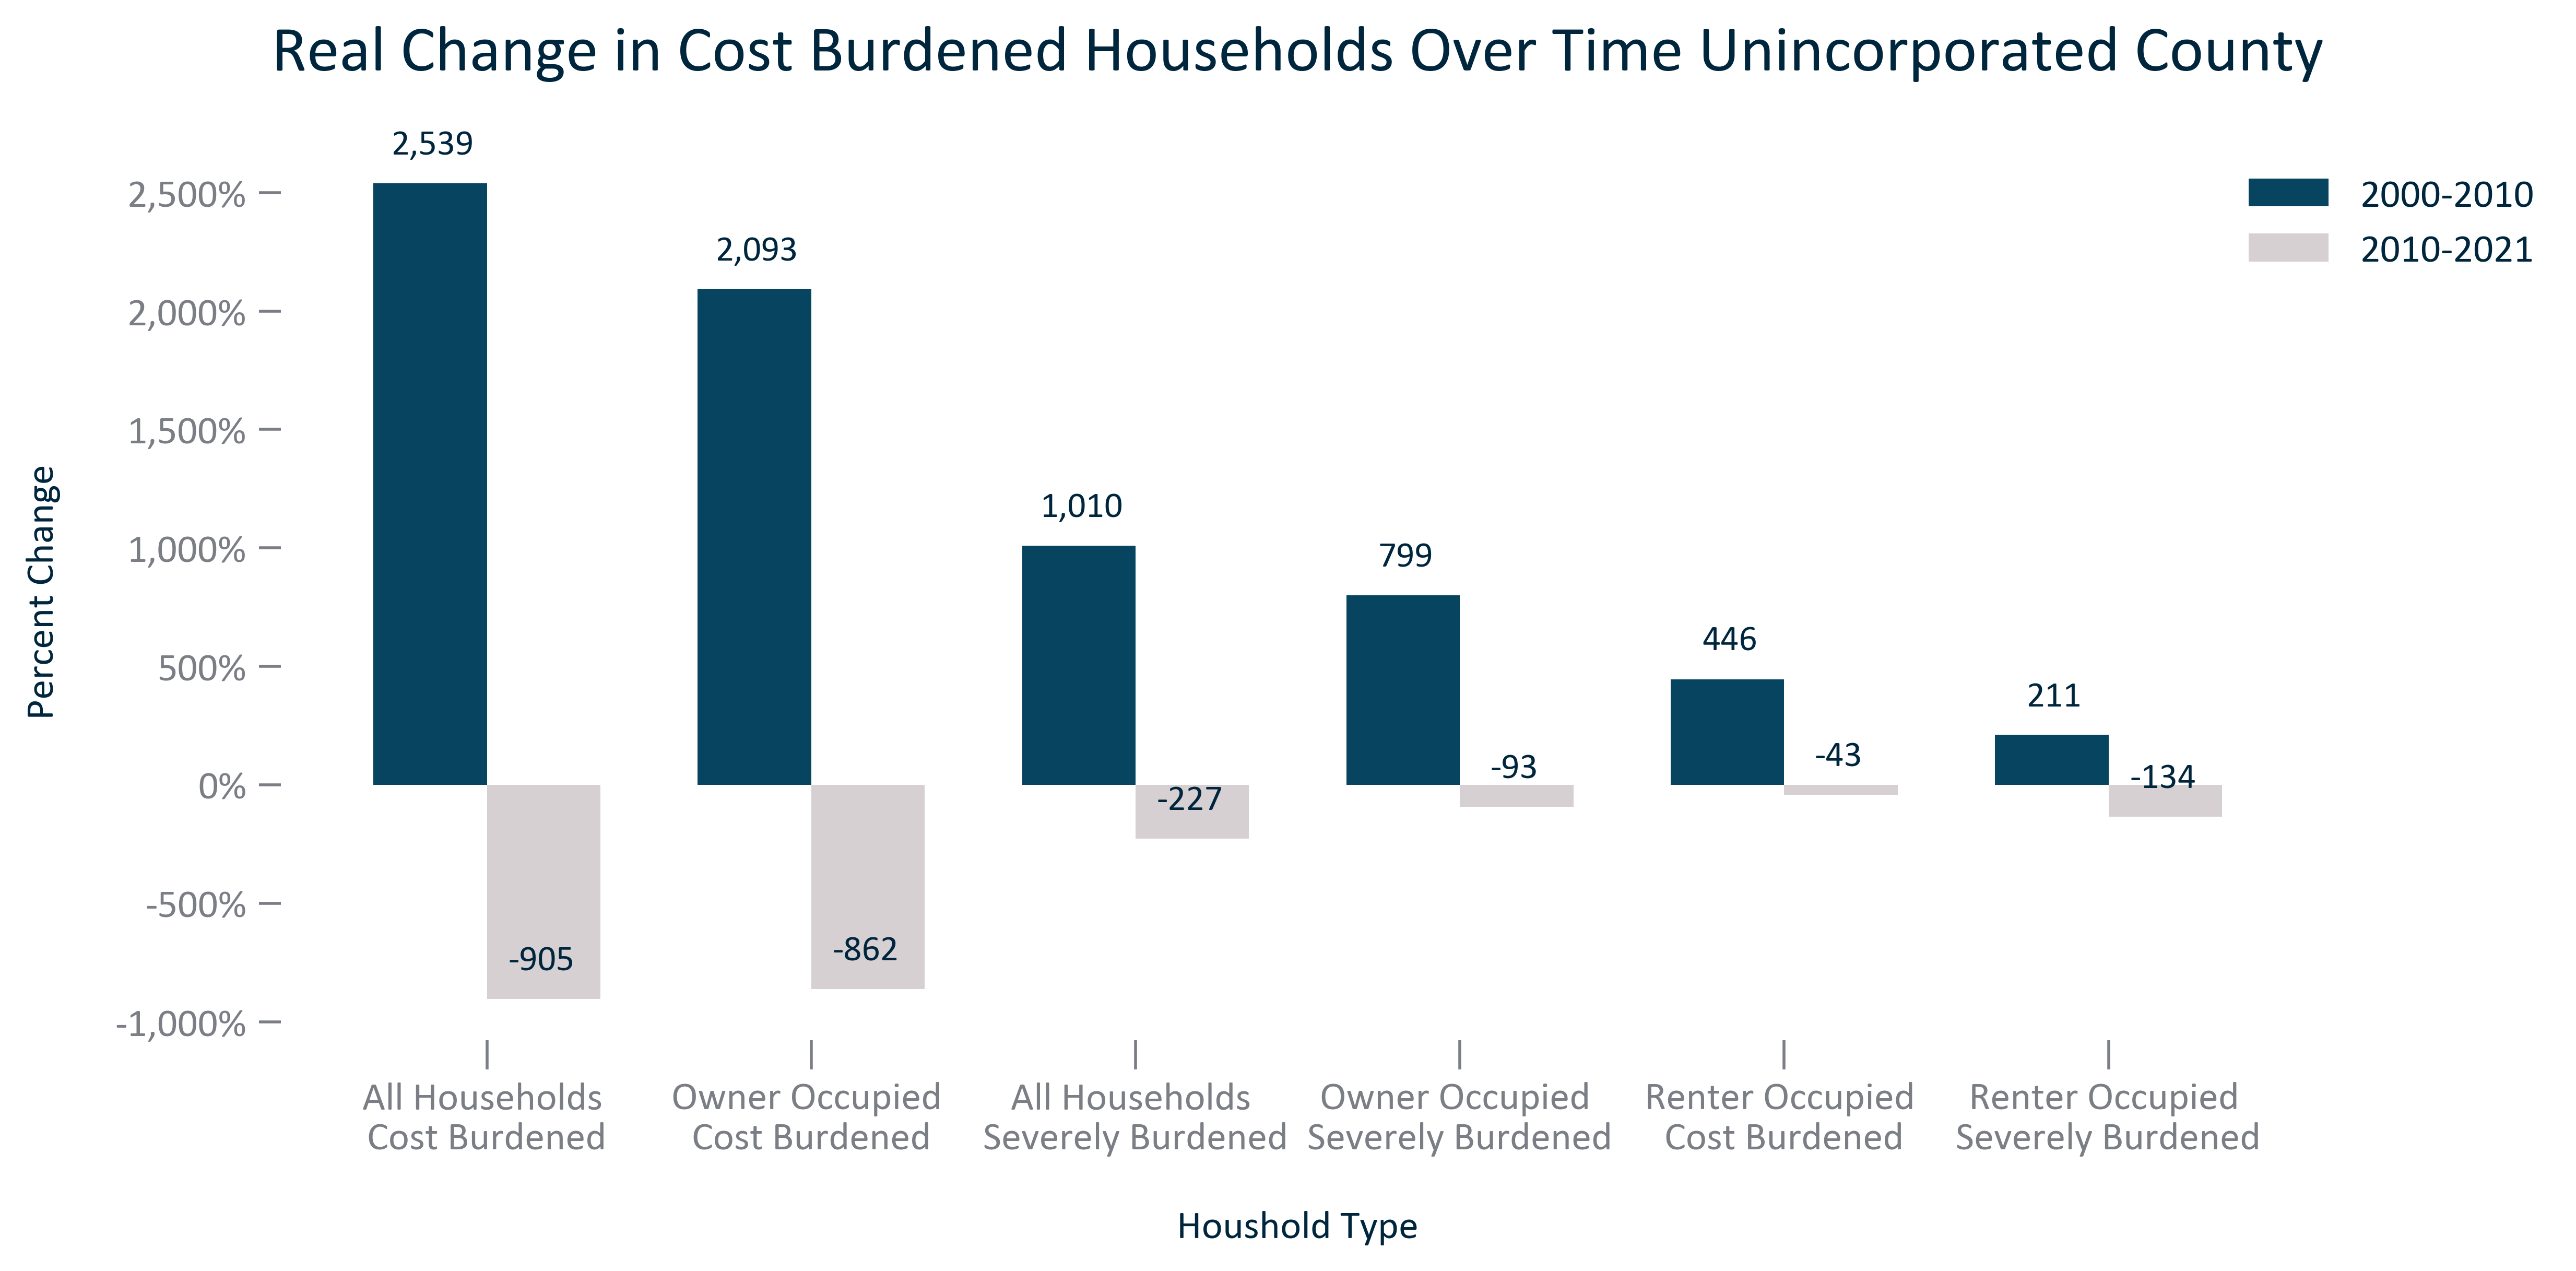 Real Change in Cost Burdened Households Over Time Unincorporated County
2,539
2,500%
2000-2010
2,093
2010-2021
2,000%
1,500%
1,010
1,000%
799
Percent Change
500%
446
211
-43
-93
-134
0%
-227
-500%
-862
-905
-1,000%
All Households
Cost Burdened
Owner Occupied
Cost Burdened
All Households
Severely Burdened
Owner Occupied
Severely Burdened
Renter Occupied
Cost Burdened
Renter Occupied
Severely Burdened
Houshold Type